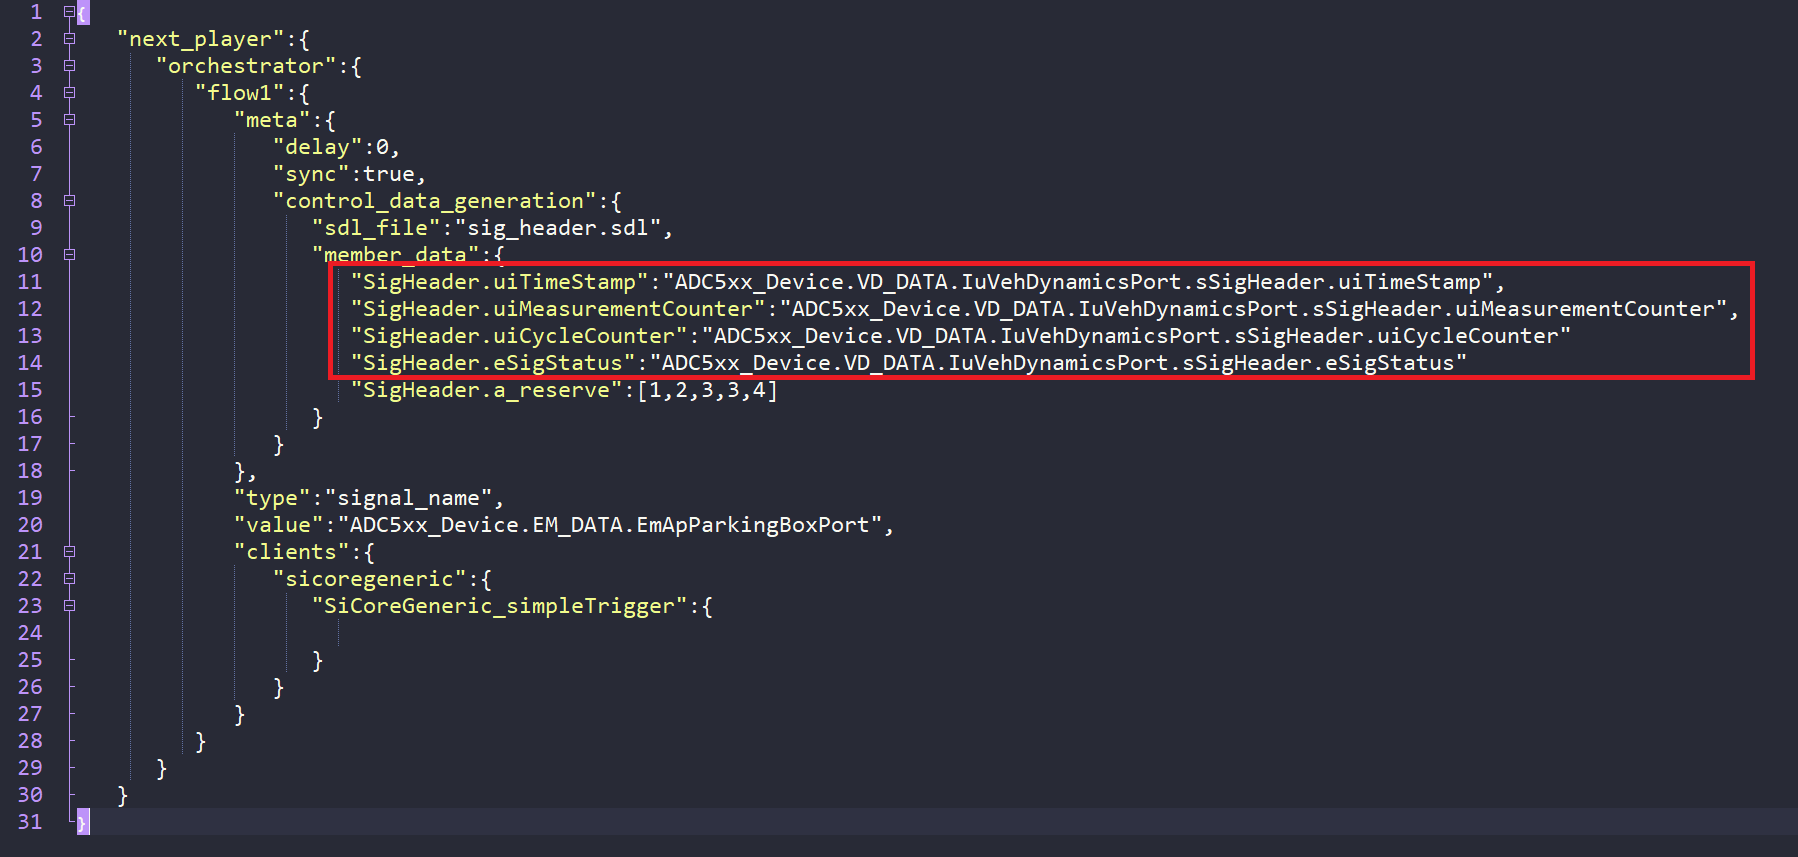 1 {
2 "next_player":{
3 "orchestrator":{
4 "flow1":{
5 "meta":{
6 "delay":0,
7 "sync":true,
8 "control_data_generation":{
9 "sdl_file":"sig_header.sdl",
10 "member_data":{
11 "SigHeader.uiTimeStamp":"ADC5xx_Device.VD_DATA.IuVehDynamicsPort.sSigHeader.uiTimeStamp",
12 "SigHeader.uiMeasurementCounter":"ADC5xx_Device.VD_DATA.IuVehDynamicsPort.sSigHeader.uiMeasurementCounter",
13 "SigHeader.uiCycleCounter":"ADC5xx_Device.VD_DATA.IuVehDynamicsPort.sSigHeader.uiCycleCounter"
14 "SigHeader.eSigStatus":"ADC5xx_Device.VD_DATA.IuVehDynamicsPort.sSigHeader.eSigStatus"
15 "SigHeader.a_reserve":[1,2,3,3,4]
16 }
17 }
18 },
19 "type":"signal_name",
20 "value":"ADC5xx_Device.EM_DATA.EmApParkingBoxPort",
21 "clients":{
22 "sicoregeneric":{
23 "SiCoreGeneric_simpleTrigger":{
24
25 }
26 }
27 }
28 }
29 }
30 }
31 }